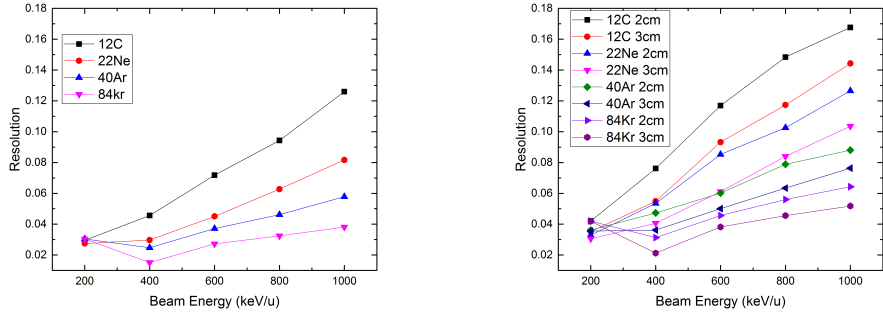 0.18
0.16
0.14
0.12
0.10
0.08
0.06
0.04
0.02
Resolution
12C
22Ne
40Ar
84kr
200 400 600 800 1000
Beam Energy (keV/u)
0.18
0.16
0.14
0.12
0.10
0.08
0.06
0.04
0.02
Resolution
12C 2cm
12C 3cm
22Ne 2cm
22Ne 3cm
40Ar 2cm
40Ar 3cm
84Kr 2cm
84Kr 3cm
200 400 600 800 1000
Beam Energy (keV/u)